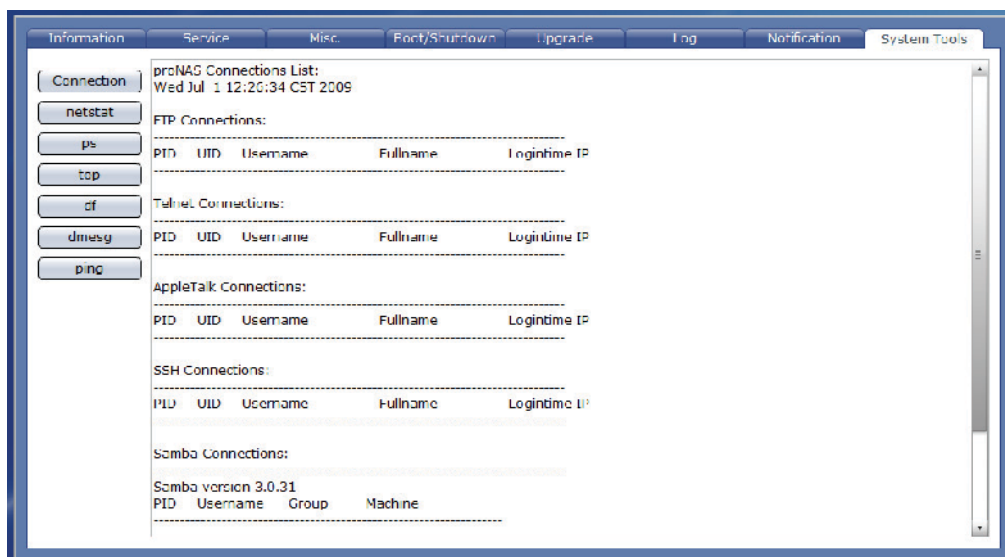 Information Service Misc. Boot/Shutdown Upgrade Log Notification System Tools
Connection
netstat
ps
top
df
dmesg
ping
proNAS Connections List:
Wed Jul 1 12:26:34 CST 2009
FTP Connections:
--------------------------------------------------------------------------------
PID UID Username Fullname Logintime IP
--------------------------------------------------------------------------------
Telnet Connections:
--------------------------------------------------------------------------------
PID UID Username Fullname Logintime IP
--------------------------------------------------------------------------------
AppleTalk Connections:
--------------------------------------------------------------------------------
PID UID Username Fullname Logintime IP
--------------------------------------------------------------------------------
SSH Connections:
--------------------------------------------------------------------------------
PID UID Username Fullname Logintime IP
--------------------------------------------------------------------------------
Samba Connections:
--------------------------------------------------------------------------------
Samba version 3.0.31
PID Username Group Machine
-------------------------------------------------------------------